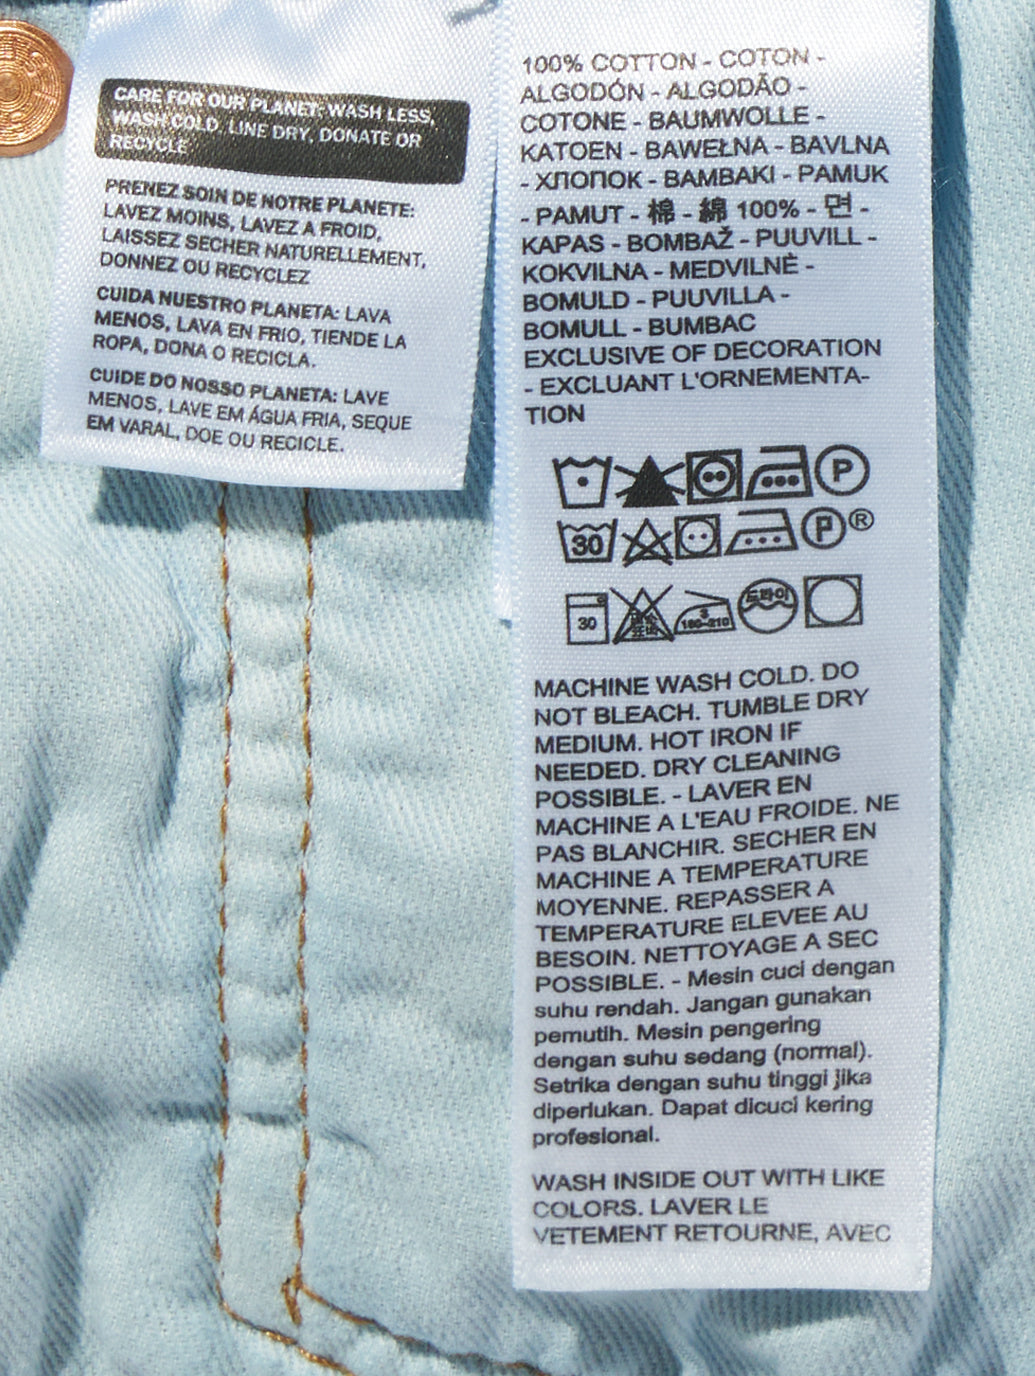 CARE FOR OUR PLANET: WASH LESS,
WASH COLD, LINE DRY, DONATE OR
RECYCLE
PRENEZ SOIN DE NOTRE PLANETE:
LAVEZ MOINS, LAVEZ A FROID,
LAISSEZ SECHER NATURELLEMENT,
DONNEZ OU RECYCLEZ
CUIDA NUESTRO PLANETA: LAVA
MENOS, LAVA EN FRIO, TIENDE LA
ROPA, DONA O RECICLA.
CUIDE DO NOSSO PLANETA: LAVE
MENOS, LAVE EM ÁGUA FRIA, SEQUE
EM VARAL, DOE OU RECICLE.
100% COTTON - COTON -
ALGODÓN - ALGODÃO -
COTONE - BAUMWOLLE -
KATOEN - BAWEŁNA - BAVLNA
- ХЛОПОК - BAMBAKI - PAMUK
- PAMUT - 棉 - 綿 100% - 면 -
KAPAS - BOMBAŽ - PUUVILL -
KOKVILNA - MEDVILNĖ -
BOMULD - PUUVILLA -
BOMULL - BUMBAC
EXCLUSIVE OF DECORATION
- EXCLUANT L'ORNEMENTA-
TION
P
30 P ®
30 3 180-210 드라이
MACHINE WASH COLD. DO
NOT BLEACH. TUMBLE DRY
MEDIUM. HOT IRON IF
NEEDED. DRY CLEANING
POSSIBLE. - LAVER EN
MACHINE A L'EAU FROIDE. NE
PAS BLANCHIR. SECHER EN
MACHINE A TEMPERATURE
MOYENNE. REPASSER A
TEMPERATURE ELEVEE AU
BESOIN. NETTOYAGE A SEC
POSSIBLE. - Mesin cuci dengan
suhu rendah. Jangan gunakan
pemutih. Mesin pengering
dengan suhu sedang (normal).
Setrika dengan suhu tinggi jika
diperlukan. Dapat dicuci kering
profesional.
WASH INSIDE OUT WITH LIKE
COLORS. LAVER LE
VETEMENT RETOURNE, AVEC